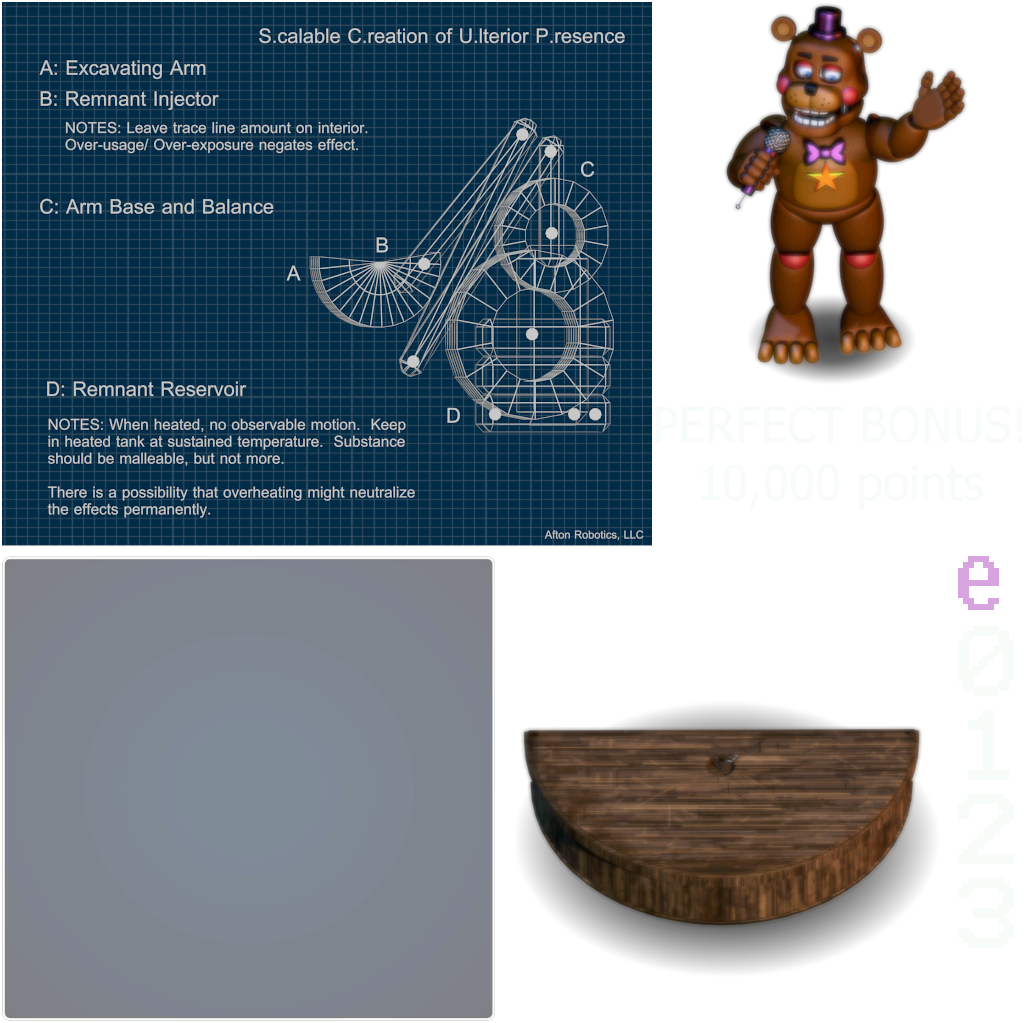 S.calable C.reation of U.lterior P.resence
A: Excavating Arm
B: Remnant Injector
NOTES: Leave trace line amount on interior.
Over-usage/ Over-exposure negates effect.
C: Arm Base and Balance
C
B
A
D: Remnant Reservoir
D
NOTES: When heated, no observable motion. Keep
in heated tank at sustained temperature. Substance
should be malleable, but not more.
There is a possibility that overheating might neutralize
the effects permanently.
Afton Robotics, LLC
PERFECT BONUS!
10,000 points
e
0
1
2
3